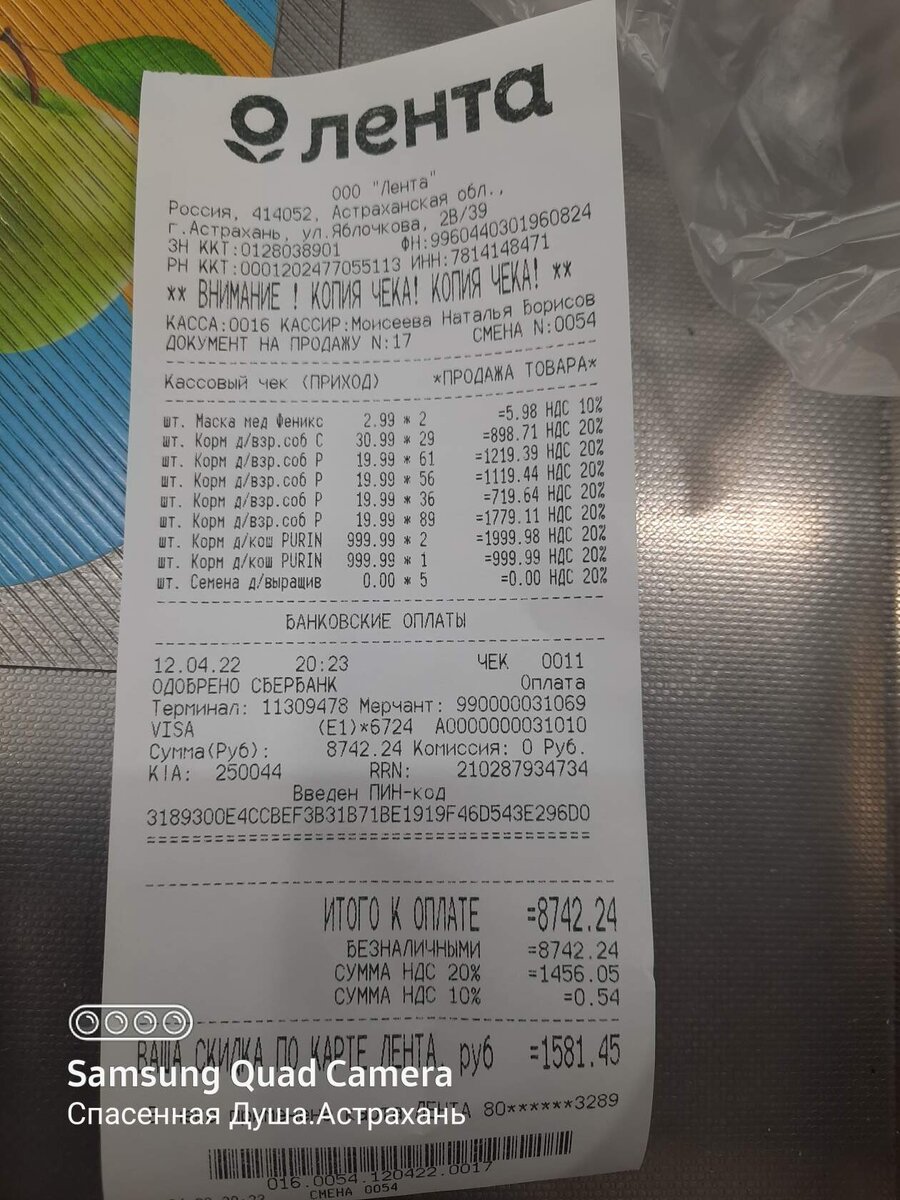 лента
ООО "Лента"
Россия, 414052, Астраханская обл.,
г.Астрахань, ул.Яблочкова, 2В/39
ЗН ККТ:0128038901 ФН:9960440301960824
РН ККТ:0001202477055113 ИНН:7814148471
** ВНИМАНИЕ ! КОПИЯ ЧЕКА! КОПИЯ ЧЕКА! **
КАССА:0016 КАССИР:Моисеева Наталья Борисов
ДОКУМЕНТ НА ПРОДАЖУ N:17 СМЕНА N:0054
Кассовый чек (ПРИХОД) *ПРОДАЖА ТОВАРА*
шт. Маска мед Феникс 2.99 * 2 =5.98 НДС 10%
шт. Корм д/взр.соб С 30.99 * 29 =898.71 НДС 20%
шт. Корм д/взр.соб Р 19.99 * 61 =1219.39 НДС 20%
шт. Корм д/взр.соб Р 19.99 * 56 =1119.44 НДС 20%
шт. Корм д/взр.соб Р 19.99 * 36 =719.64 НДС 20%
шт. Корм д/взр.соб Р 19.99 * 89 =1779.11 НДС 20%
шт. Корм д/кош PURIN 999.99 * 2 =1999.98 НДС 20%
шт. Корм д/кош PURIN 999.99 * 1 =999.99 НДС 20%
шт. Семена д/выращив 0.00 * 5 =0.00 НДС 20%
БАНКОВСКИЕ ОПЛАТЫ
12.04.22 20:23 ЧЕК 0011
ОДОБРЕНО СБЕРБАНК Оплата
Терминал: 11309478 Мерчант: 990000031069
VISA (E1)*6724 A0000000031010
Сумма(Руб): 8742.24 Комиссия: 0 Руб.
К|А: 250044 RRN: 210287934734
Введен ПИН-код
3189300E4CCBEF3B31B71BE1919F46D543E296D0
ИТОГО К ОПЛАТЕ =8742.24
БЕЗНАЛИЧНЫМИ =8742.24
СУММА НДС 20% =1456.05
СУММА НДС 10% =0.54
ВАША СКИДКА ПО КАРТЕ ЛЕНТА, руб =1581.45
Samsung Quad Camera
Спасенная Душа.Астрахань
ЛЕНТА 80******3289
016.0054.120422.0017
СМЕНА 0054